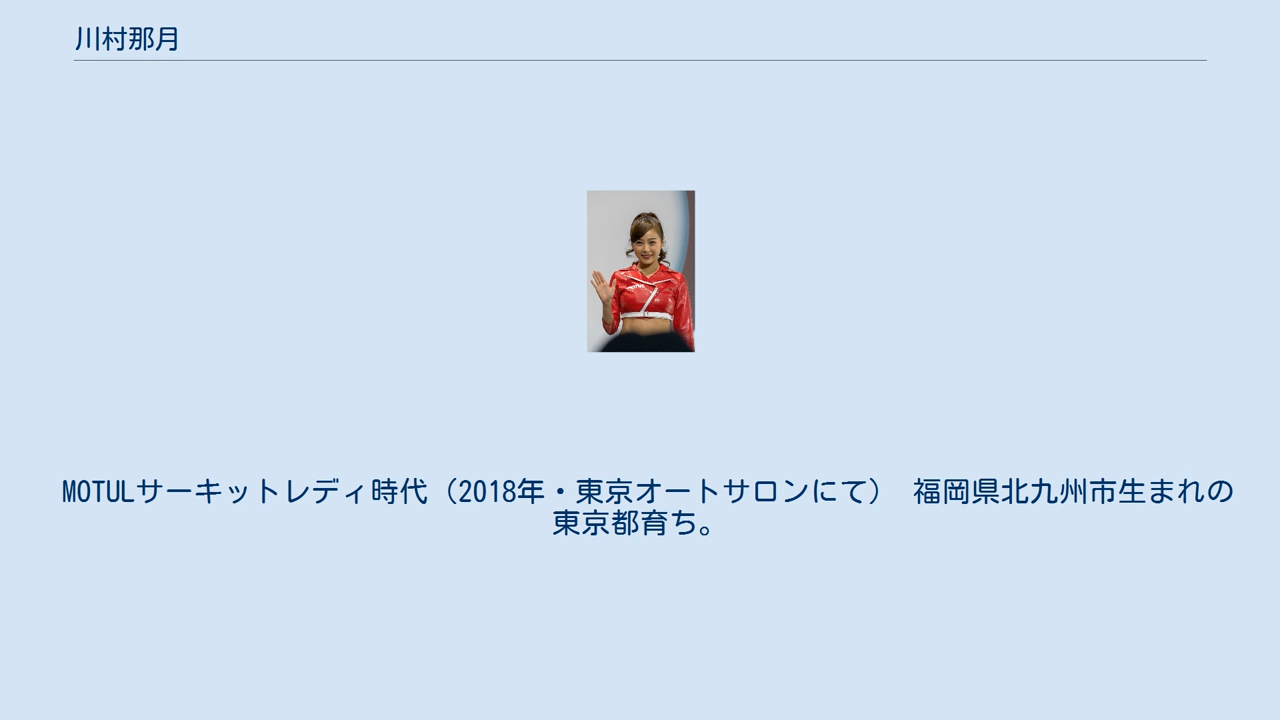 川村那月
MOTUL
MOTULサーキットレディ時代（2018年・東京オートサロンにて） 福岡県北九州市生まれの
東京都育ち。